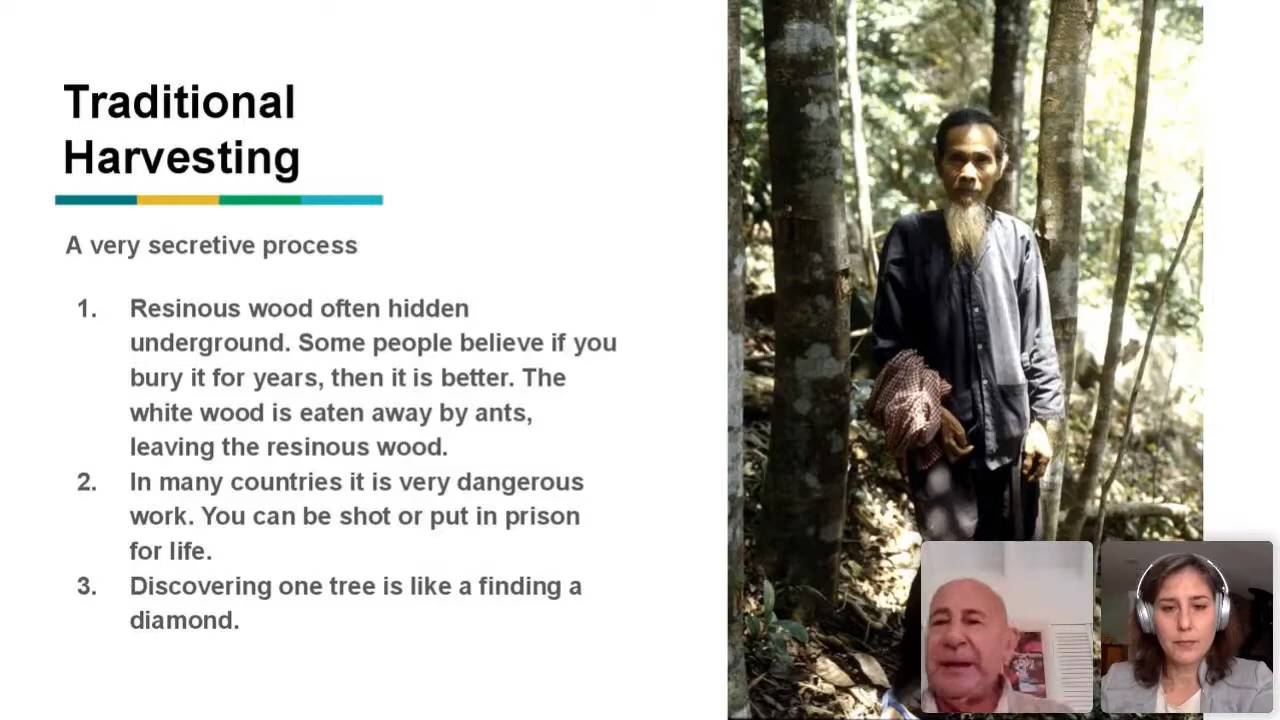 Traditional
Harvesting
A very secretive process
1. Resinous wood often hidden
underground. Some people believe if you
bury it for years, then it is better. The
white wood is eaten away by ants,
leaving the resinous wood.
2. In many countries it is very dangerous
work. You can be shot or put in prison
for life.
3. Discovering one tree is like a finding a
diamond.